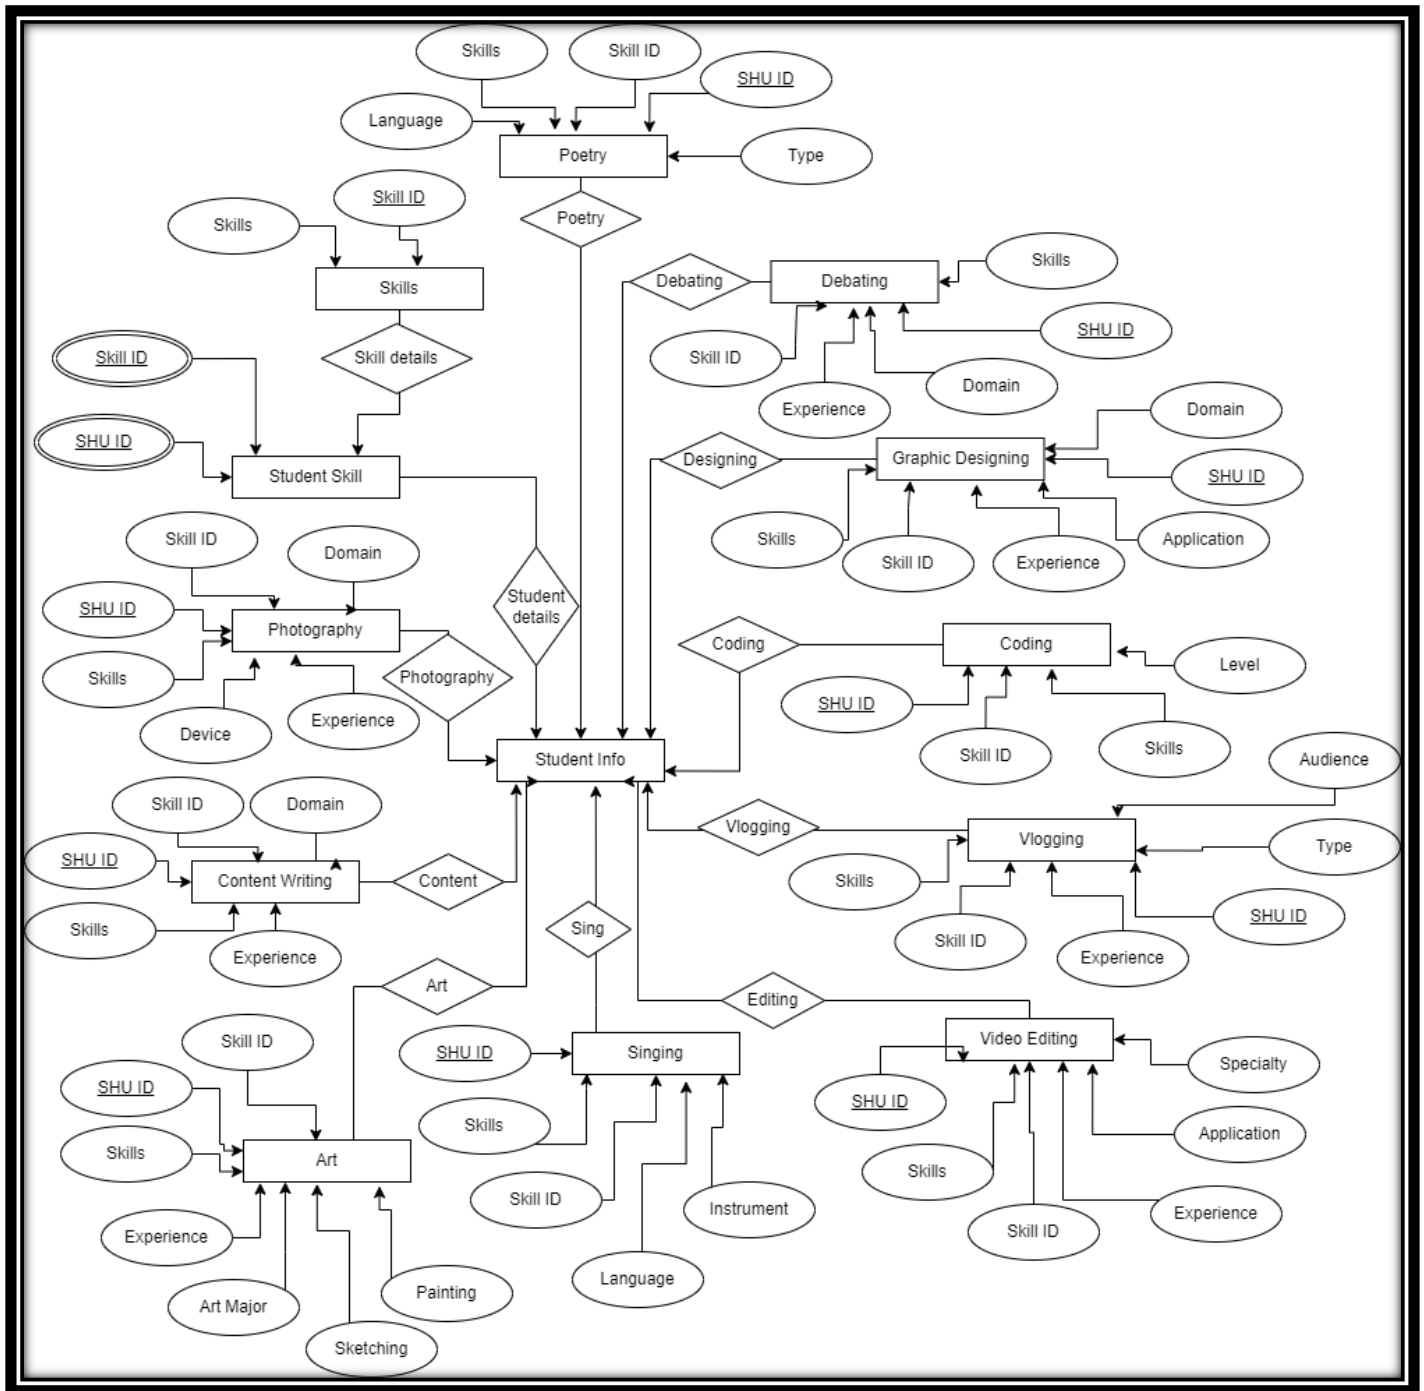 Skills
Skill ID
SHU ID
Language
Poetry
Type
Poetry
Skill ID
Skills
Skills
Skill details
Skill ID
SHU ID
Student Skill
Debating
Debating
Skills
Skill ID
SHU ID
Experience
Domain
Designing
Graphic Designing
Domain
SHU ID
Skills
Skill ID
Experience
Application
Skill ID
Domain
SHU ID
Photography
Skills
Device
Experience
Photography
Student
details
Coding
Coding
Level
SHU ID
Skill ID
Skills
Student Info
Audience
Skill ID
Domain
SHU ID
Content Writing
Content
Skills
Experience
Vlogging
Vlogging
Type
Skills
SHU ID
Skill ID
Experience
Sing
Art
Editing
Skill ID
SHU ID
Skills
Art
Experience
Art Major
Sketching
Painting
SHU ID
Singing
Skills
Skill ID
Language
Instrument
Video Editing
Specialty
SHU ID
Application
Skills
Skill ID
Experience